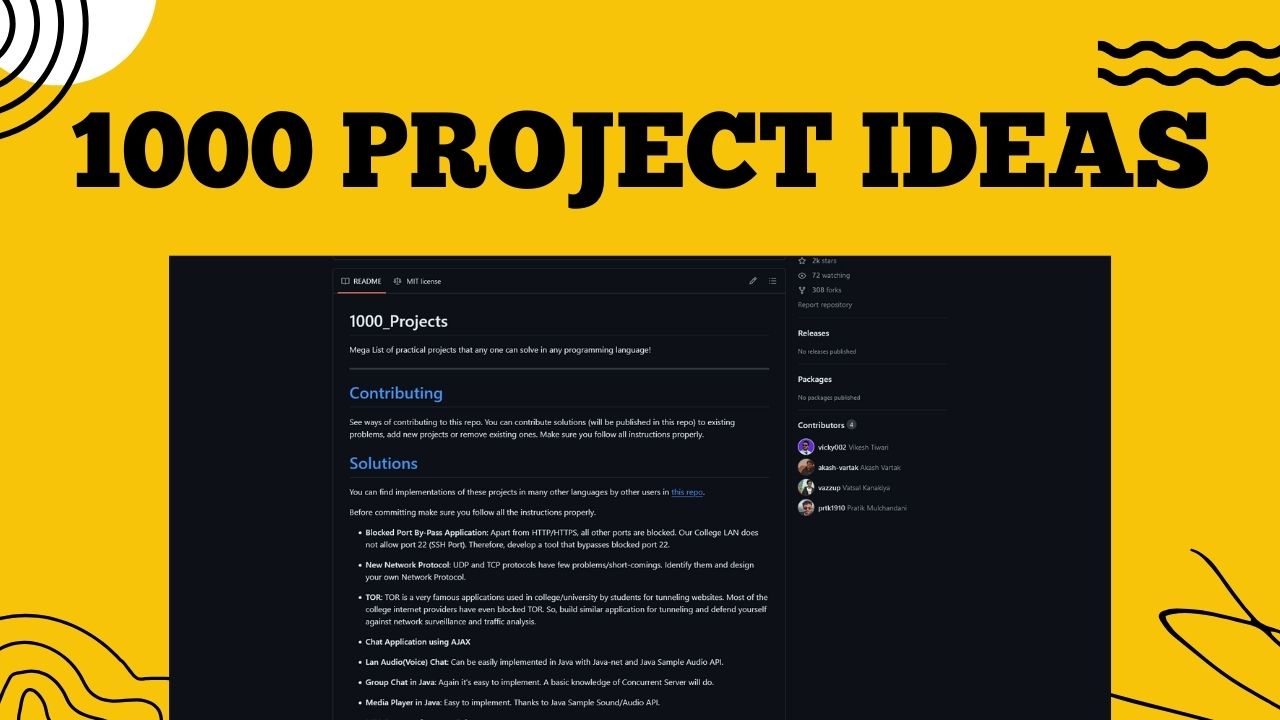 1000 PROJECT IDEAS
README
MIT license
1000_Projects
Mega List of practical projects that any one can solve in any programming language!
Contributing
See ways of contributing to this repo. You can contribute solutions (will be published in this repo) to existing
problems, add new projects or remove existing ones. Make sure you follow all instructions properly.
Solutions
You can find implementations of these projects in many other languages by other users in this repo.
Before committing make sure you follow all the instructions properly.
• Blocked Port By-Pass Application: Apart from HTTP/HTTPS, all other ports are blocked. Our College LAN does
not allow port 22 (SSH Port). Therefore, develop a tool that bypasses blocked port 22.
• New Network Protocol: UDP and TCP protocols have few problems/short-comings. Identify them and design
your own Network Protocol.
• TOR: TOR is a very famous applications used in college/university by students for tunneling websites. Most of the
college internet providers have even blocked TOR. So, build similar application for tunneling and defend yourself
against network surveillance and traffic analysis.
• Chat Application using AJAX
• Lan Audio(Voice) Chat: Can be easily implemented in Java with Java-net and Java Sample Audio API.
• Group Chat in Java: Again it's easy to implement. A basic knowledge of Concurrent Server will do.
• Media Player in Java: Easy to implement. Thanks to Java Sample Sound/Audio API.
2k stars
72 watching
308 forks
Report repository
Releases
No releases published
Packages
No packages published
Contributors 4
vicky002 Vikesh Tiwari
akash-vartak Akash Vartak
vazzup Vatsal Kanakiya
prtk1910 Pratik Mulchandani